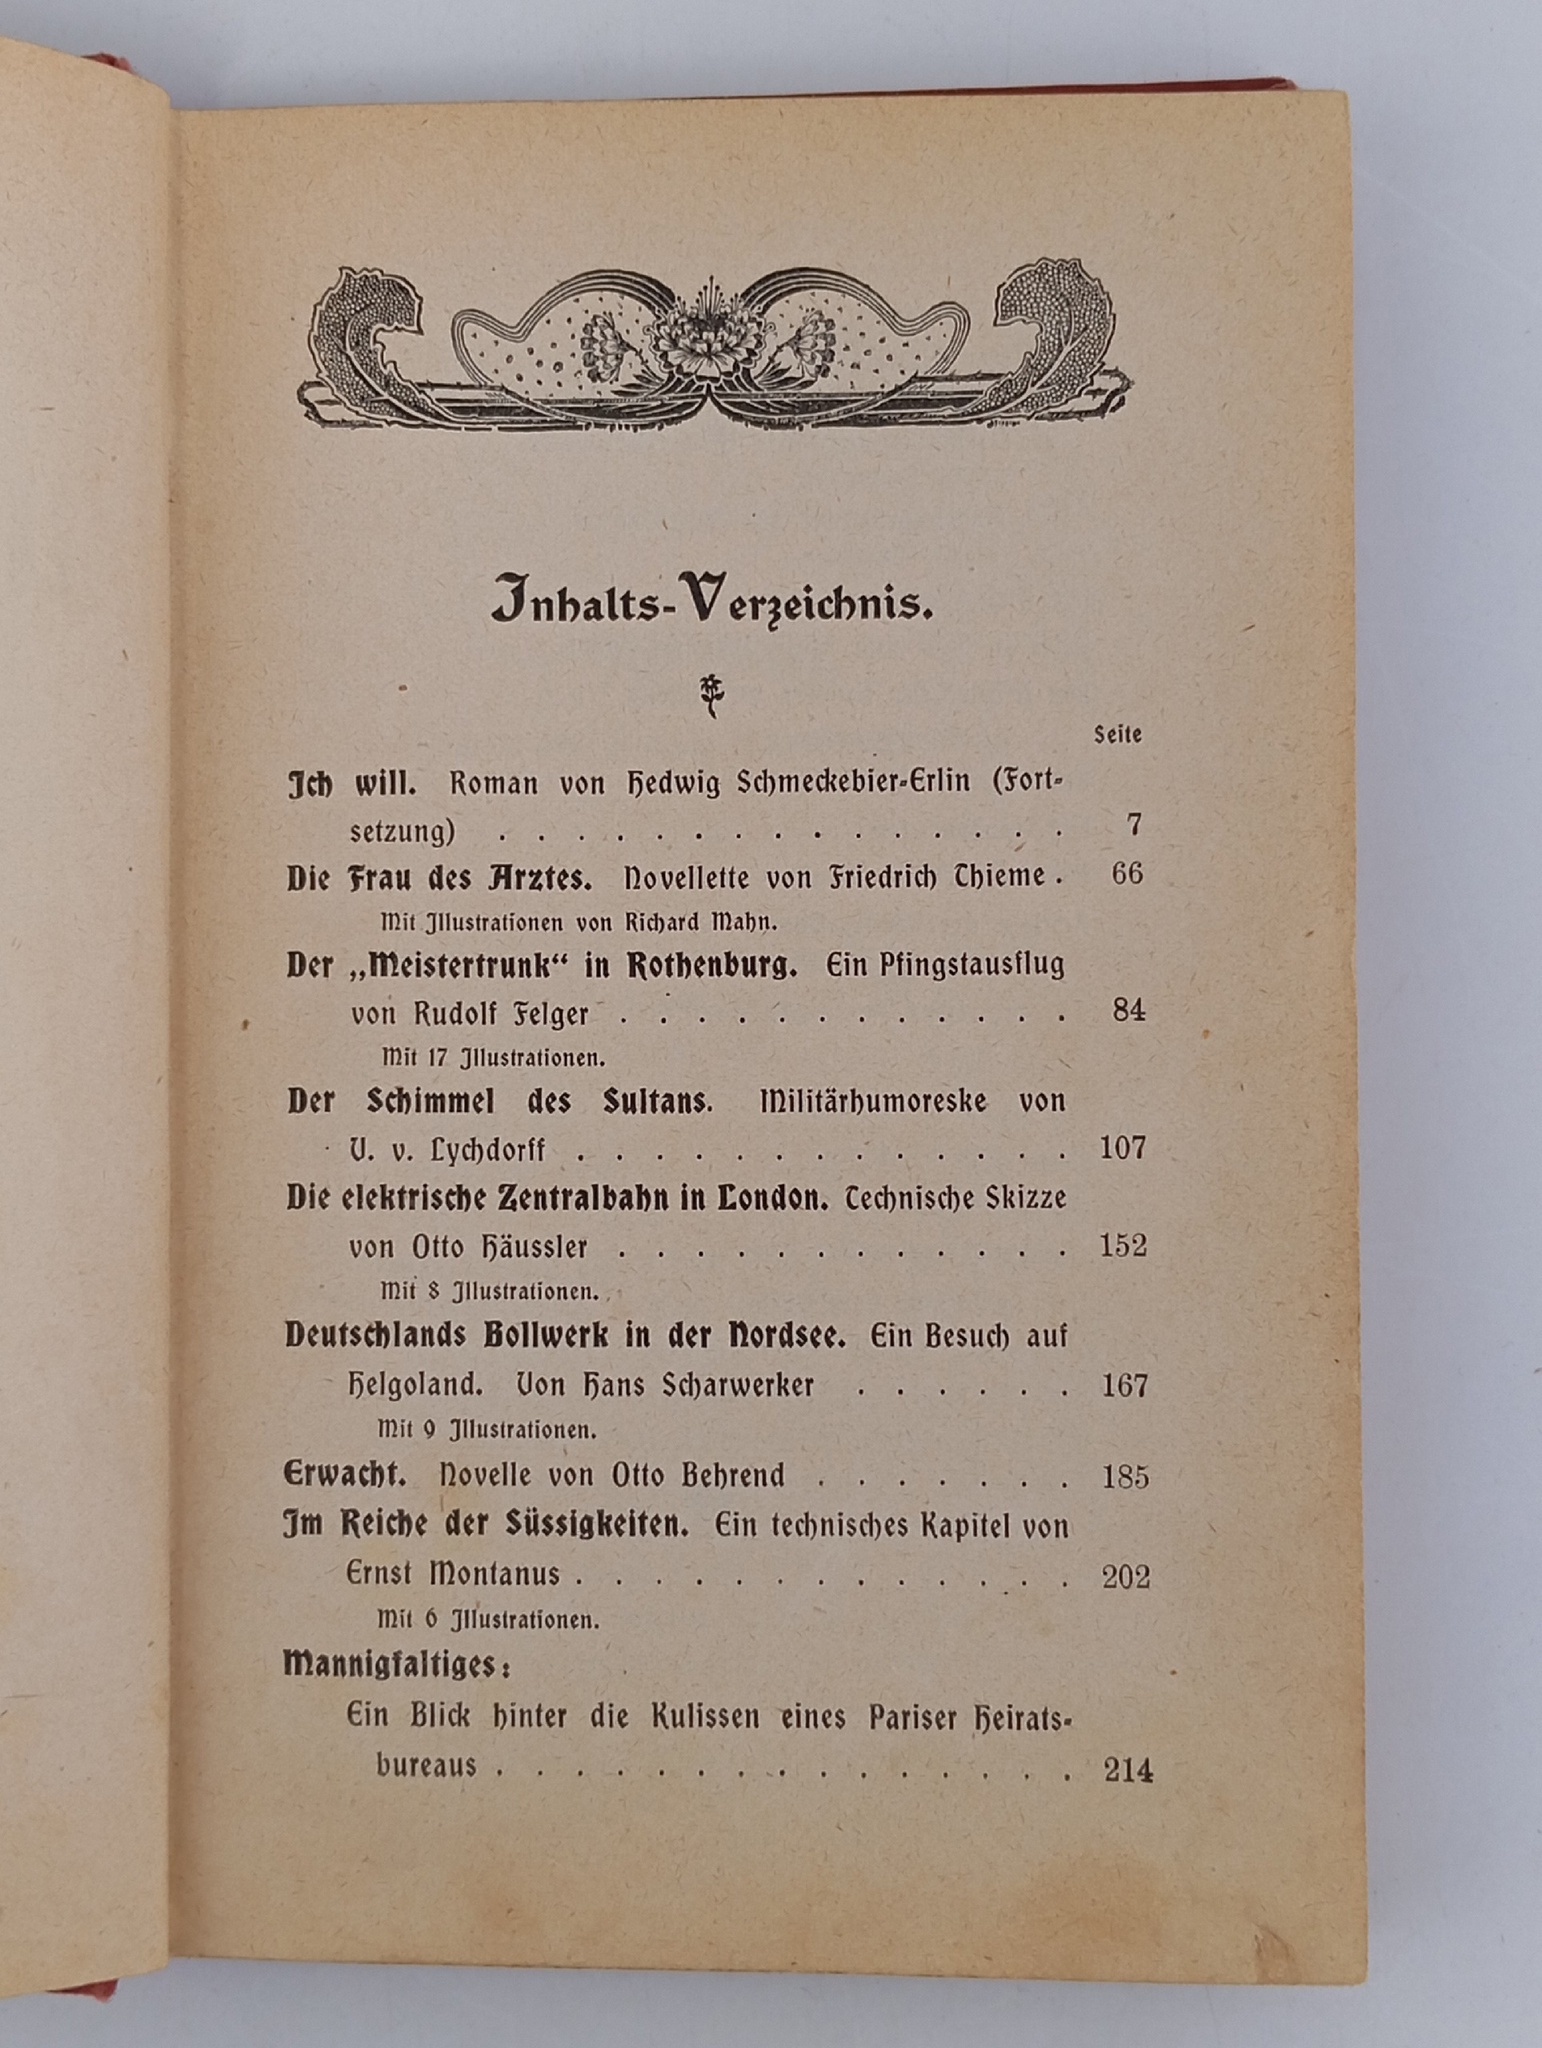 Inhalts-Verzeichnis.
Seite
Ich will. Roman von Hedwig Schmeckebier-Erlin (Fort-
setzung) . . . . . . . . . . . . . . . 7
Die Frau des Arztes. Novellette von Friedrich Thieme . 66
Mit Illustrationen von Richard Mahn.
Der „Meistertrunk“ in Rothenburg. Ein Pfingstausflug
von Rudolf Felger . . . . . . . . . . . . 84
Mit 17 Illustrationen.
Der Schimmel des Sultans. Militärhumoreske von
U. v. Lychdorff . . . . . . . . . . . . . 107
Die elektrische Zentralbahn in London. Technische Skizze
von Otto Häussler . . . . . . . . . . . . 152
Mit 8 Illustrationen.
Deutschlands Bollwerk in der Nordsee. Ein Besuch auf
Helgoland. Von Hans Scharwerker . . . . . . 167
Mit 9 Illustrationen.
Erwacht. Novelle von Otto Behrend . . . . . . . 185
Im Reiche der Süssigkeiten. Ein technisches Kapitel von
Ernst Montanus . . . . . . . . . . . . . 202
Mit 6 Illustrationen.
Mannigfaltiges:
Ein Blick hinter die Kulissen eines Pariser Heirats-
bureaus . . . . . . . . . . . . . . . 214